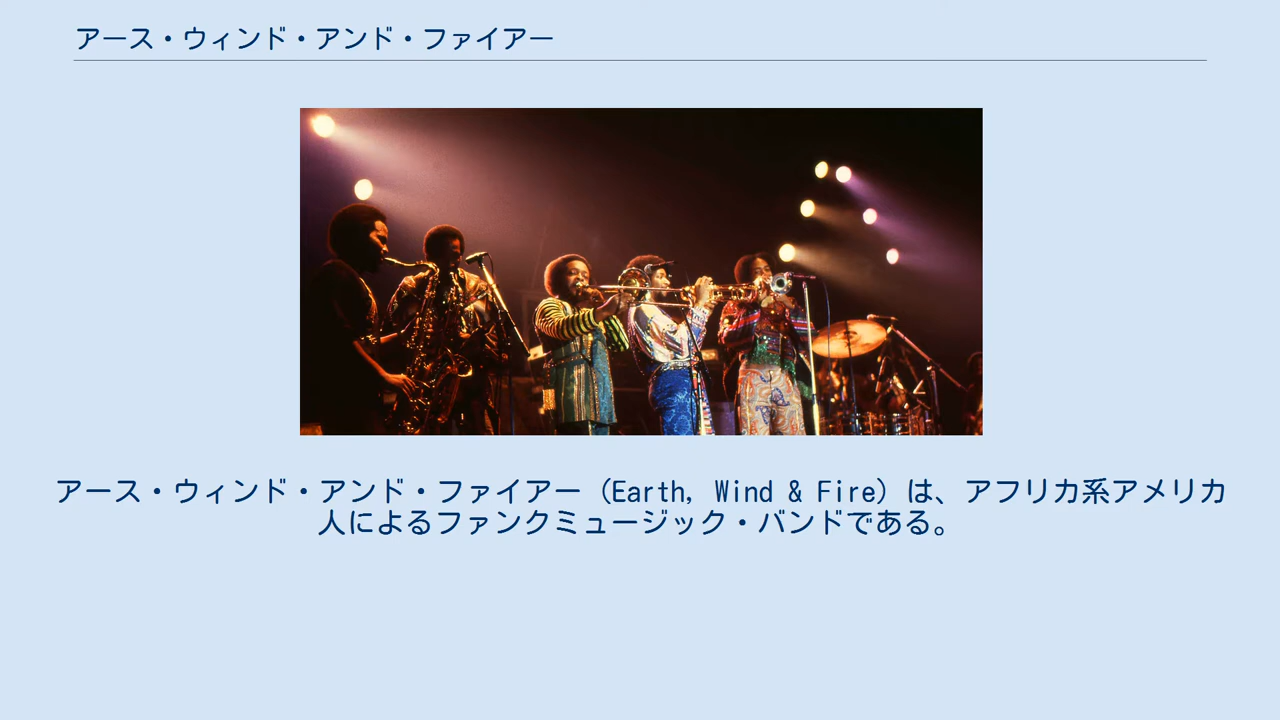 アース・ウィンド・アンド・ファイアー
アース・ウィンド・アンド・ファイアー（Earth, Wind & Fire）は、アフリカ系アメリカ
人によるファンクミュージック・バンドである。